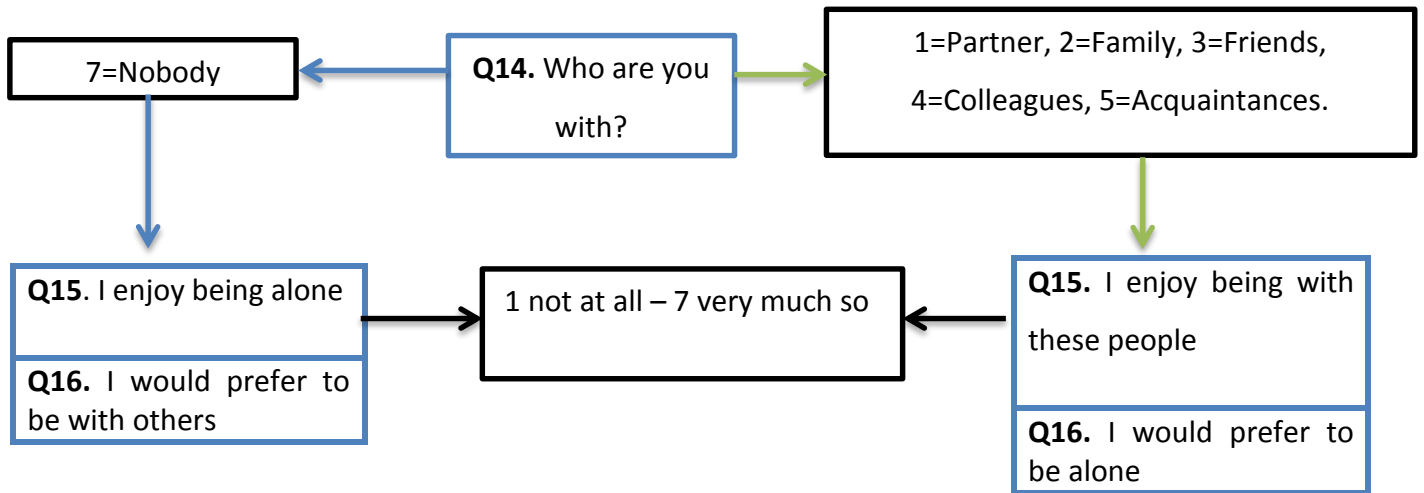 7=Nobody
Q14. Who are you
with?
1=Partner, 2=Family, 3=Friends,
4=Colleagues, 5=Acquaintances.
Q15. I enjoy being alone
Q16. I would prefer to
be with others
1 not at all – 7 very much so
Q15. I enjoy being with
these people
Q16. I would prefer to
be alone